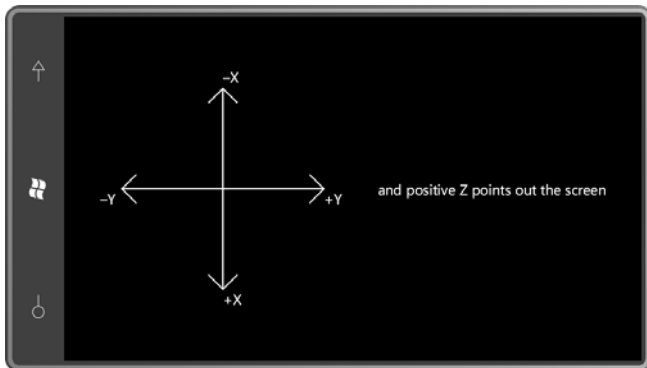 –X
–Y
+Y
and positive Z points out the screen
+X